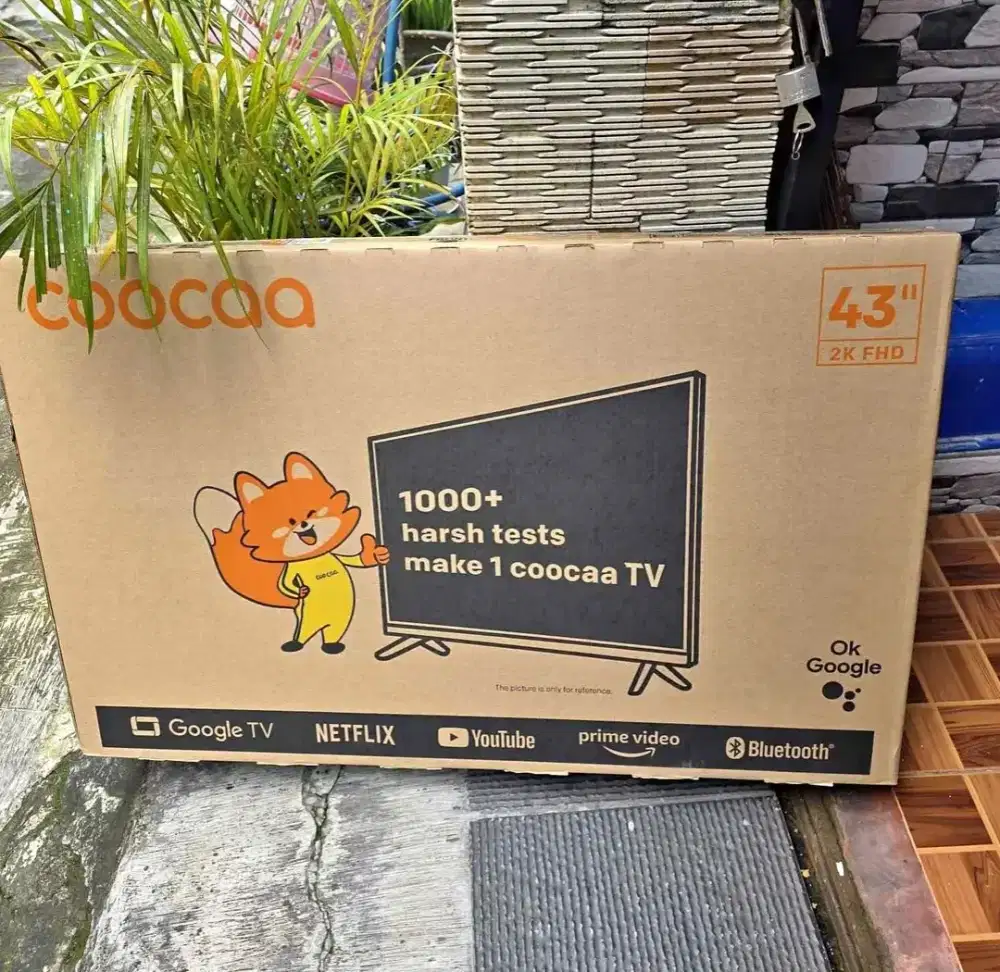 coocaa
43"
2K FHD
1000+
harsh tests
make 1 coocaa TV
coocaa
The picture is only for reference.
Ok
Google
Google TV
NETFLIX
YouTube
prime video
Bluetooth®